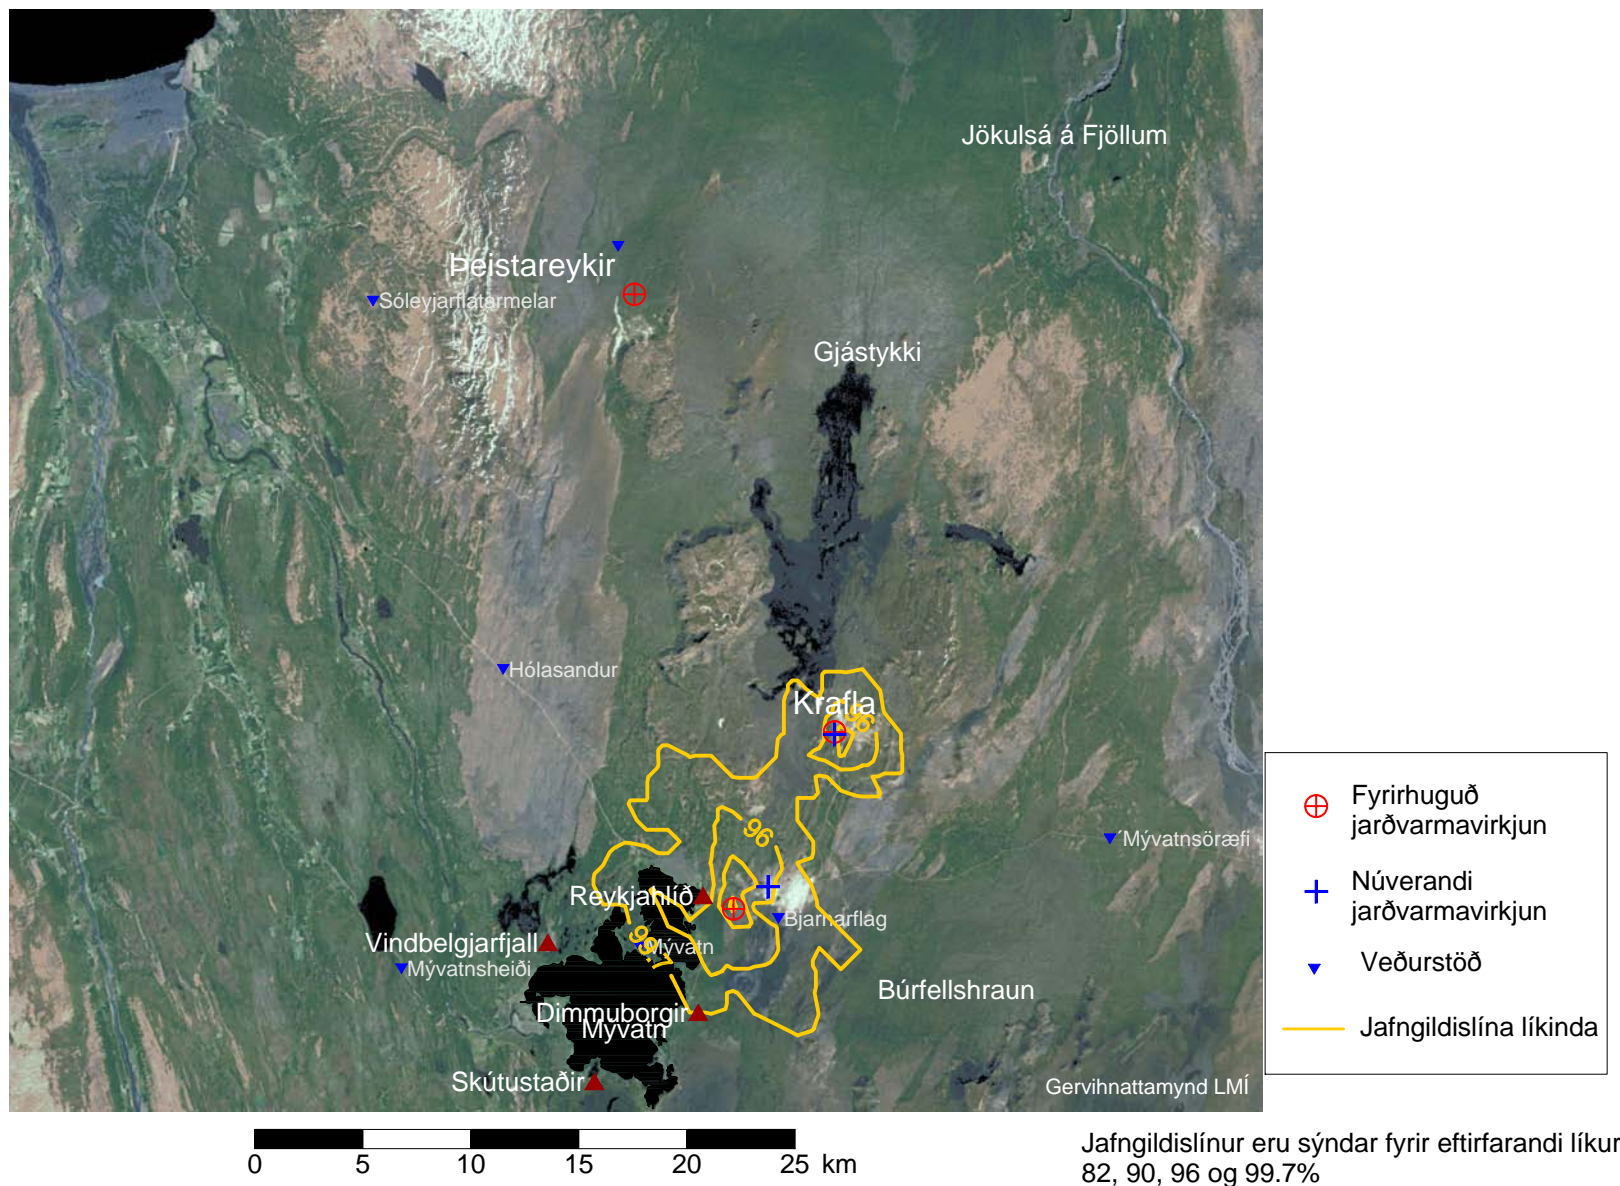 Jökulsá á Fjöllum
Þeistareykir
Sóleyjarflatarmelar
Gjástykki
Hólasandur
Krafla
96
96
´Mývatnsöræfi
Reykjahlíð
Bjarnarflag
Vindbelgjarfjall
99.7
Mývatn
Mývatnsheiði
Búrfellshraun
Dimmuborgir
Mývatn
Skútustaðir
Gervihnattamynd LMÍ
Fyrirhuguð
jarðvarmavirkjun
Núverandi
jarðvarmavirkjun
Veðurstöð
Jafngildislína líkinda
0 5 10 15 20 25 km
Jafngildislínur eru sýndar fyrir eftirfarandi líkur
82, 90, 96 og 99.7%